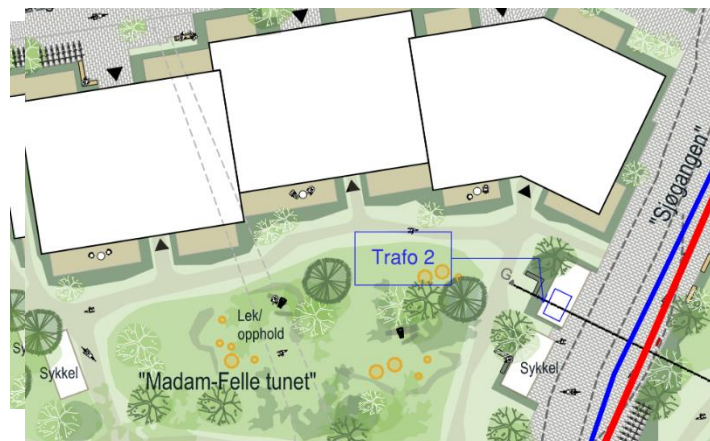 "Sjøgangen"
Trafo 2
G
Lek/
opphold
Sy
Sykkel
"Madam-Felle tunet"
Sykkel